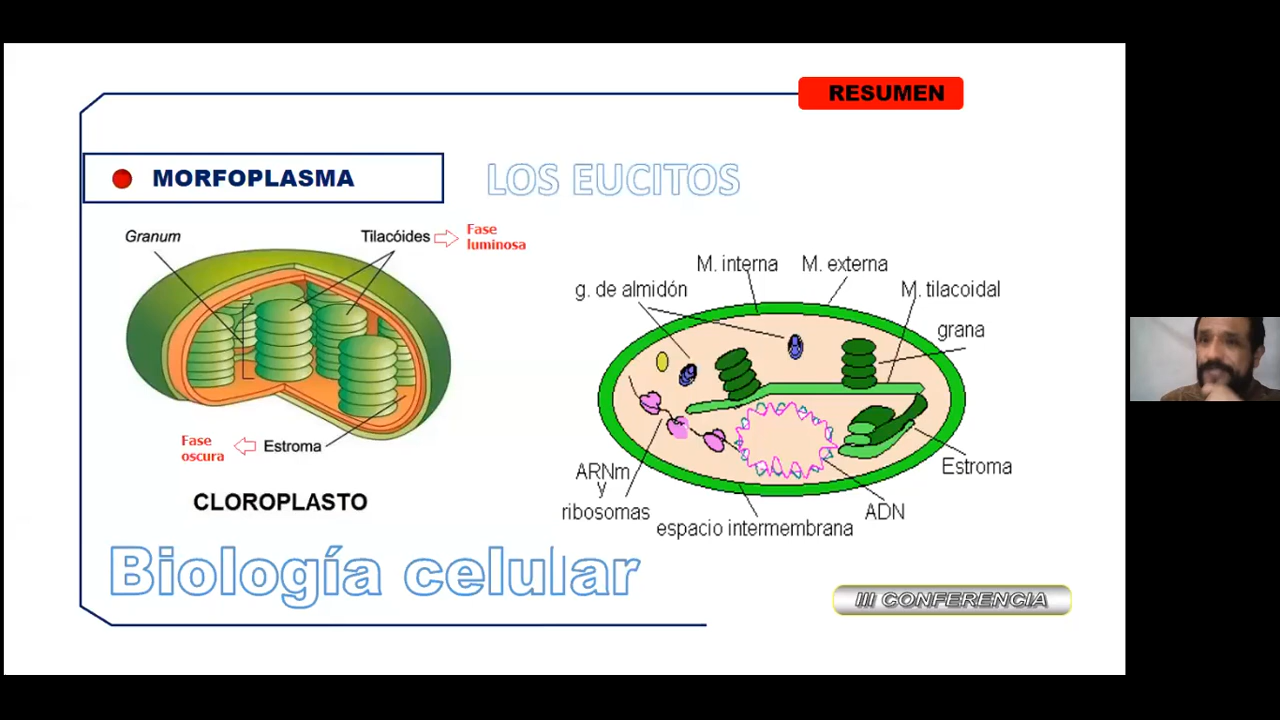 RESUMEN
MORFOPLASMA
LOS EUCITOS
Granum
Tilacóides
Fase
luminosa
Fase
oscura
Estroma
CLOROPLASTO
M. interna
M. externa
g. de almidón
M. tilacoidal
grana
ARNm
y
ribosomas
espacio intermembrana
ADN
Estroma
Biología celular
III CONFERENCIA